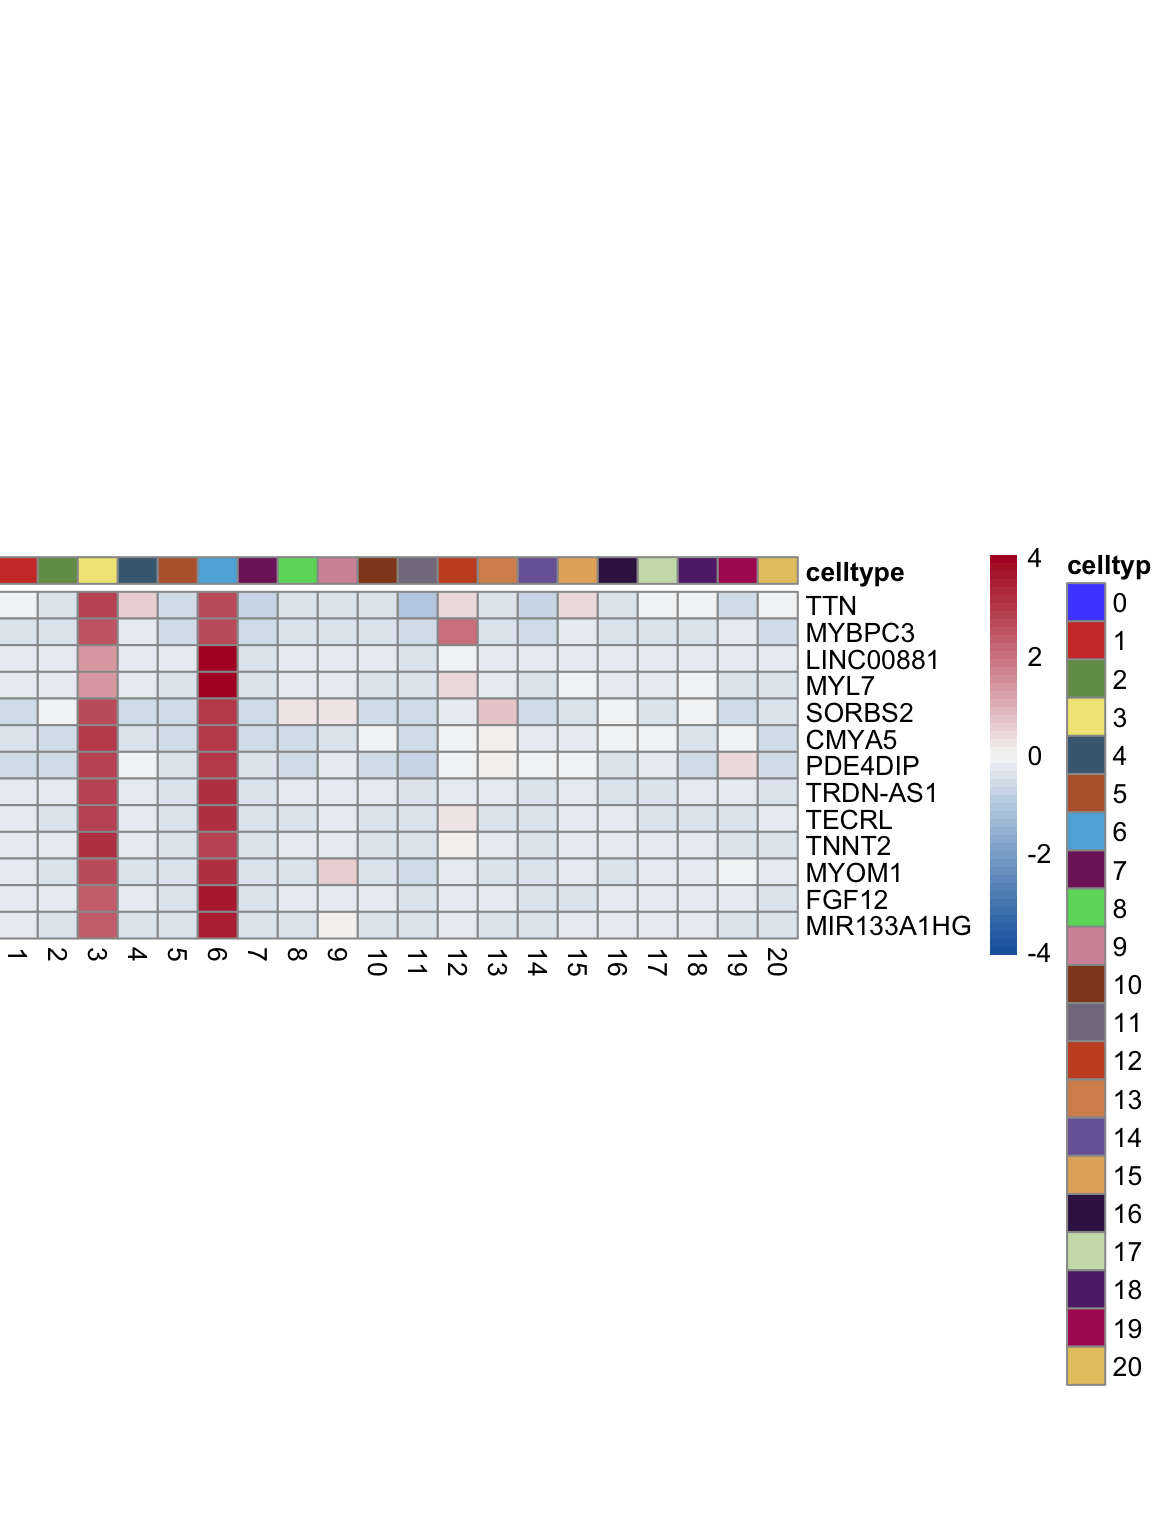 celltype
TTN
MYBPC3
LINC00881
MYL7
SORBS2
CMYA5
PDE4DIP
TRDN-AS1
TECRL
TNNT2
MYOM1
FGF12
MIR133A1HG
1 2 3 4 5 6 7 8 9 10 11 12 13 14 15 16 17 18 19 20
4
2
0
-2
-4
celltyp
0
1
2
3
4
5
6
7
8
9
10
11
12
13
14
15
16
17
18
19
20